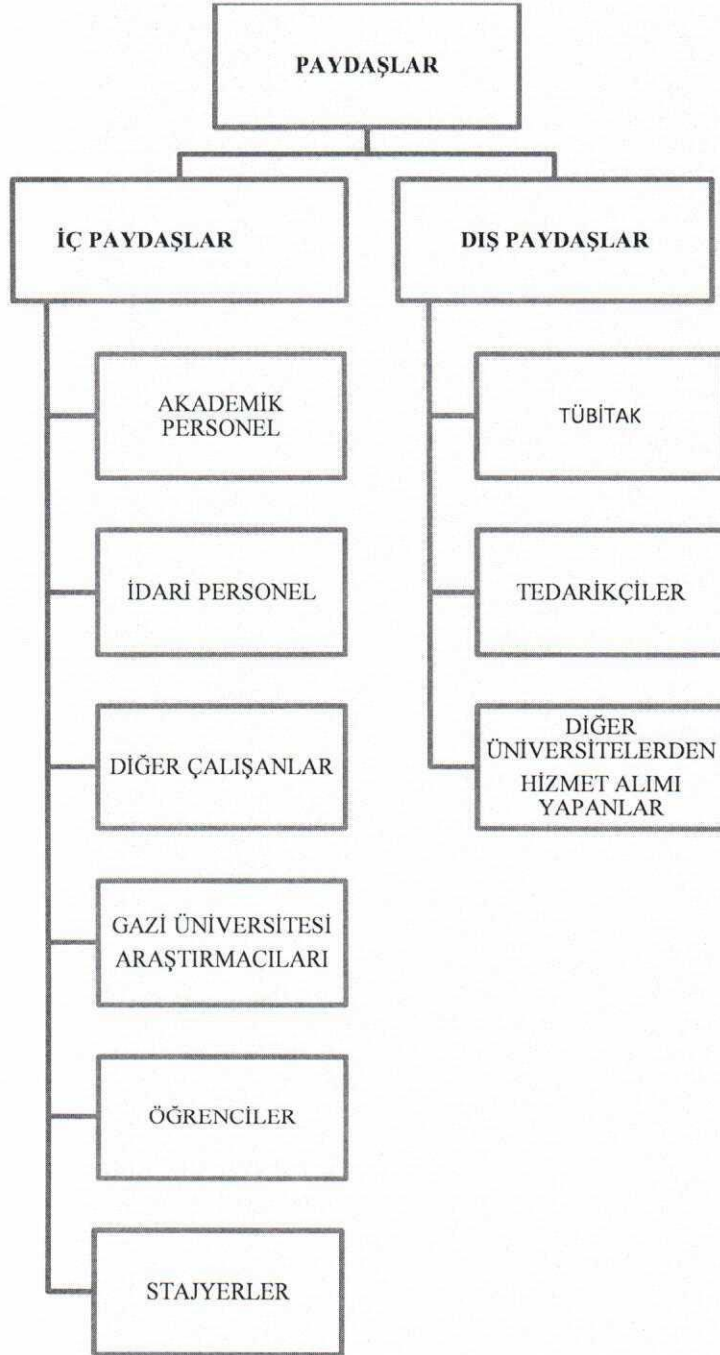 PAYDAŞLAR
İÇ PAYDAŞLAR
AKADEMİK
PERSONEL
İDARİ PERSONEL
DİĞER ÇALIŞANLAR
GAZİ ÜNİVERSİTESİ
ARAŞTIRMACILARI
ÖĞRENCİLER
STAJYERLER
DIŞ PAYDAŞLAR
TÜBİTAK
TEDARİKÇİLER
DİĞER
ÜNİVERSİTELERDEN
HİZMET ALIMI
YAPANLAR